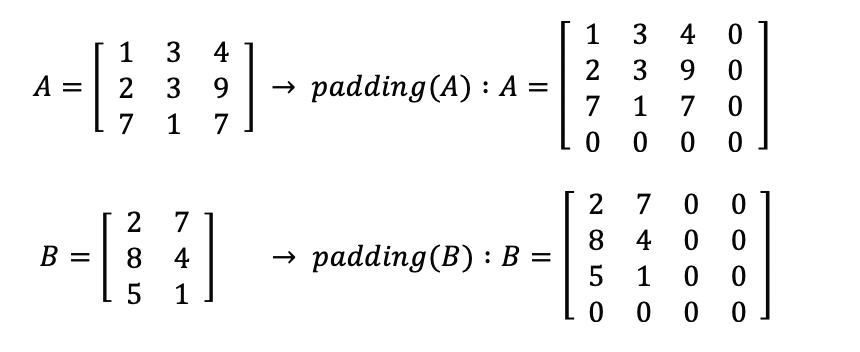 A = [ 1 3 4 ] → padding(A) : A = [ 1 3 4 0 ]
2 3 9 2 3 9 0
7 1 7 7 1 7 0
0 0 0 0
B = [ 2 7 ] → padding(B) : B = [ 2 7 0 0 ]
8 4 8 4 0 0
5 1 5 1 0 0
0 0 0 0